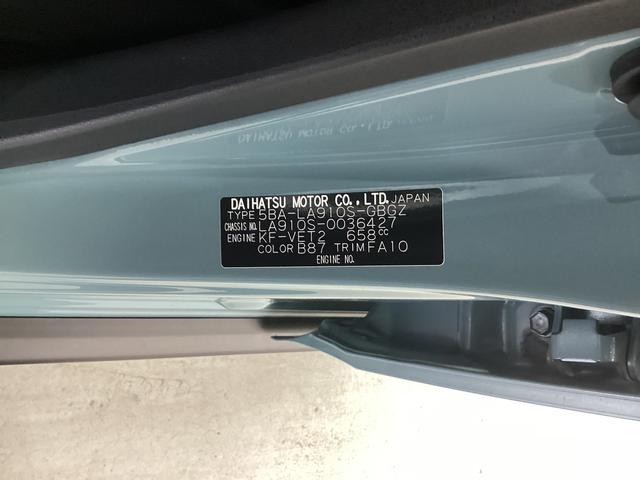 DAIHATSU MOTOR CO., LTD. JAPAN
TYPE 5BA-LA910S-GBGZ
CHASSIS NO. LA910S-0036427
ENGINE KF-VET2 658cc
COLOR B87 TRIM FA10
ENGINE NO.